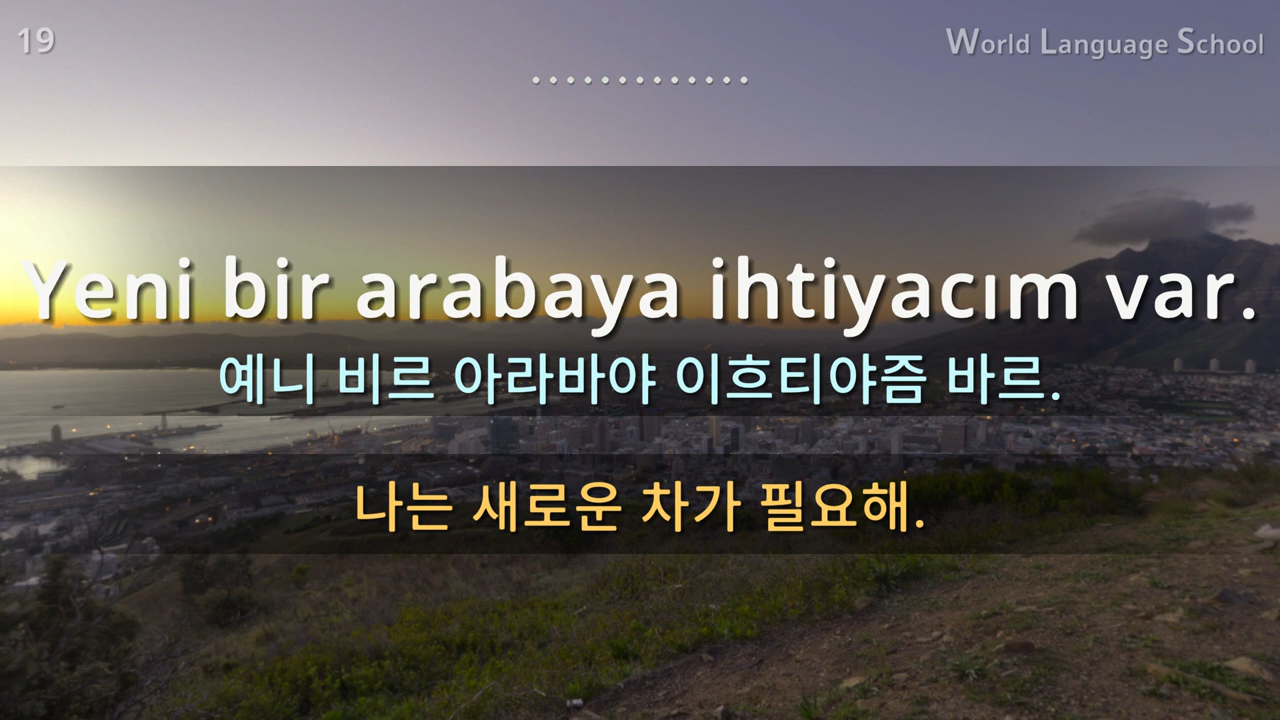 19
World Language School
Yeni bir arabaya ihtiyacım var.
예니 비르 아라바야 이흐티야즘 바르.
나는 새로운 차가 필요해.